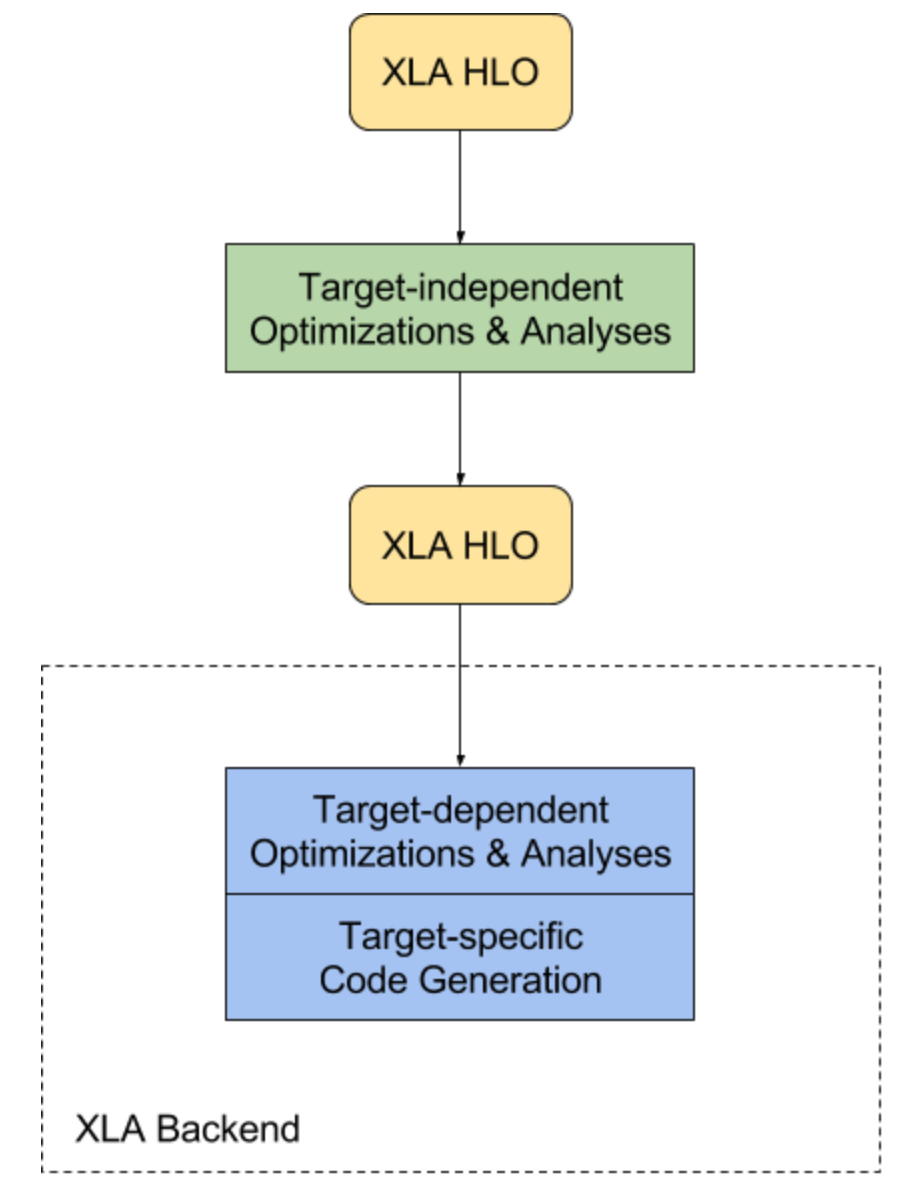 XLA HLO
Target-independent
Optimizations & Analyses
XLA HLO
Target-dependent
Optimizations & Analyses
Target-specific
Code Generation
XLA Backend